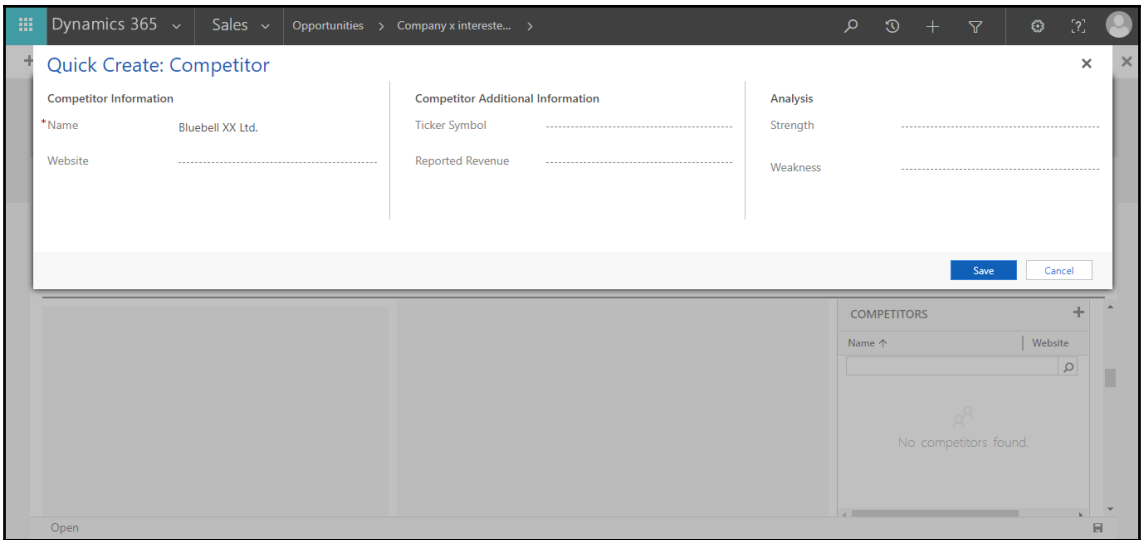 Dynamics 365 Sales Opportunities > Company x intereste... >
Quick Create: Competitor
Competitor Information
*Name Bluebell XX Ltd.
Website
Competitor Additional Information
Ticker Symbol
Reported Revenue
Analysis
Strength
Weakness
Save Cancel
COMPETITORS
Name Website
No competitors found.
Open